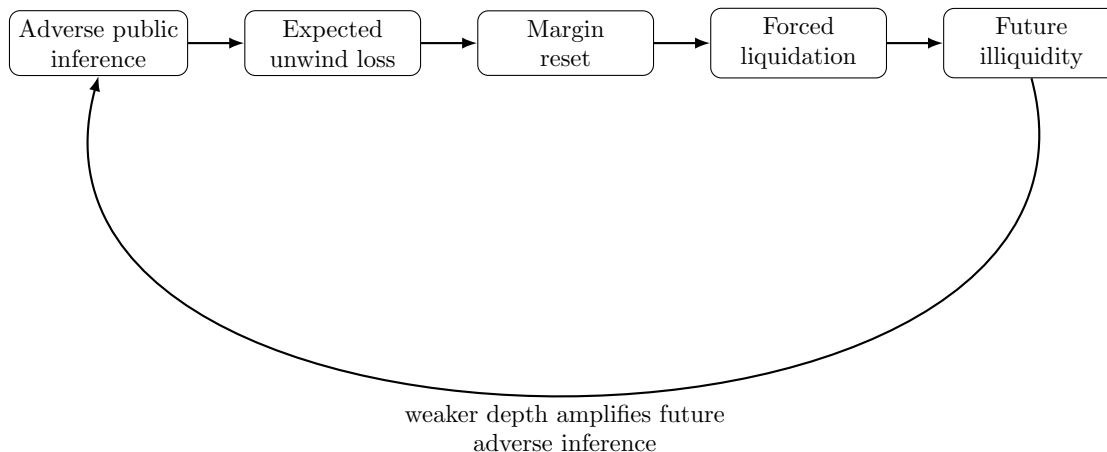 Adverse public
inference
Expected
unwind loss
Margin
reset
Forced
liquidation
Future
illiquidity
weaker depth amplifies future
adverse inference